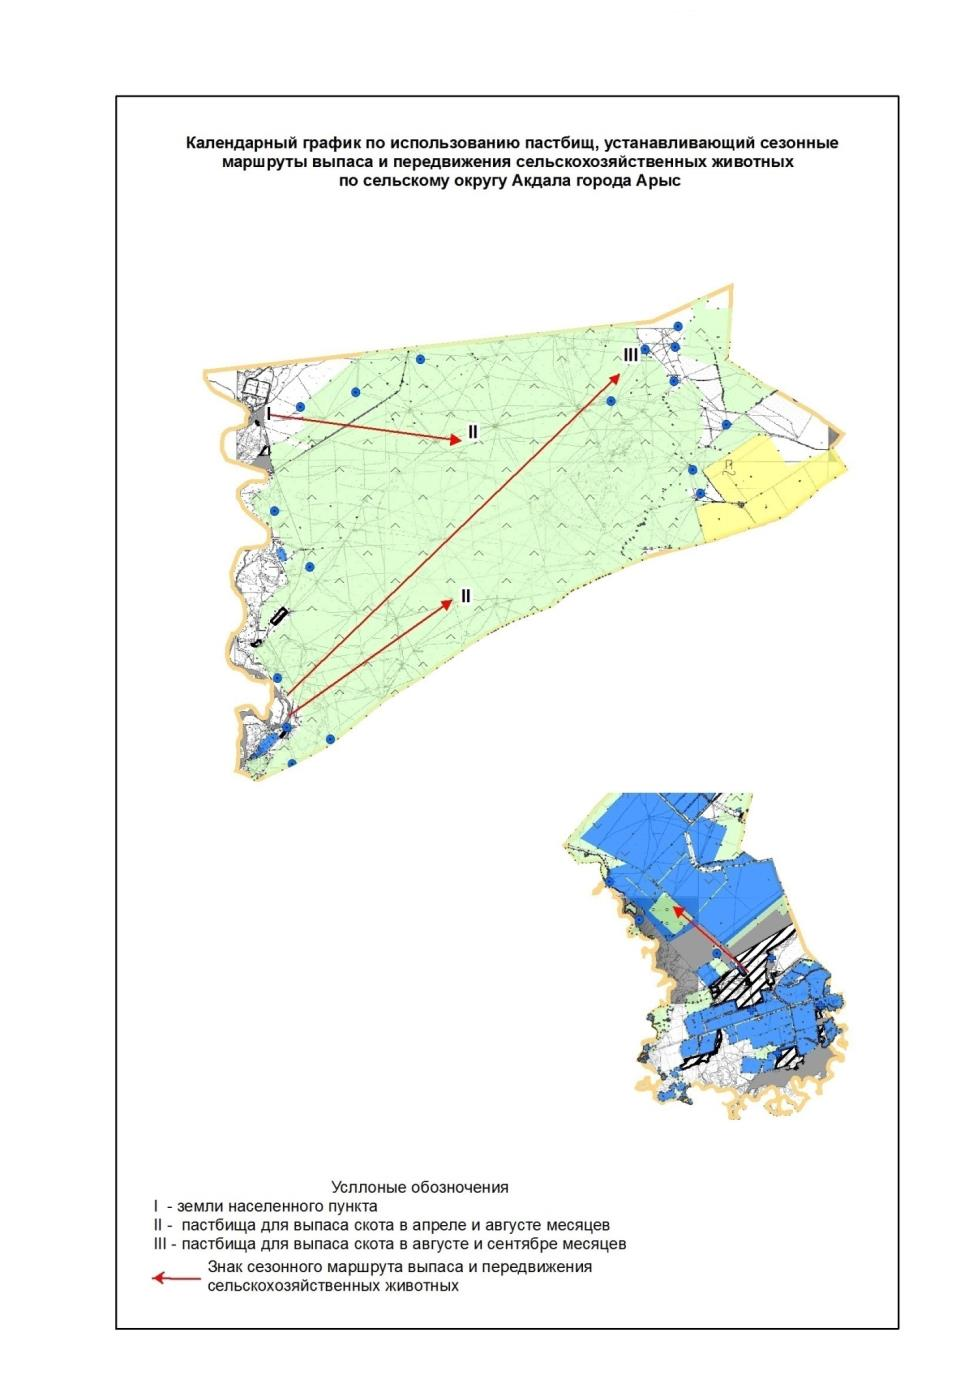 Календарный график по использованию пастбищ, устанавливающий сезонные
маршруты выпаса и передвижения сельскохозяйственных животных
по сельскому округу Акдала города Арыс
III
I
II
II
Усллоные обозночения
I - земли населенного пункта
II - пастбища для выпаса скота в апреле и августе месяцев
III - пастбища для выпаса скота в августе и сентябре месяцев
Знак сезонного маршрута выпаса и передвижения
сельскохозяйственных животных